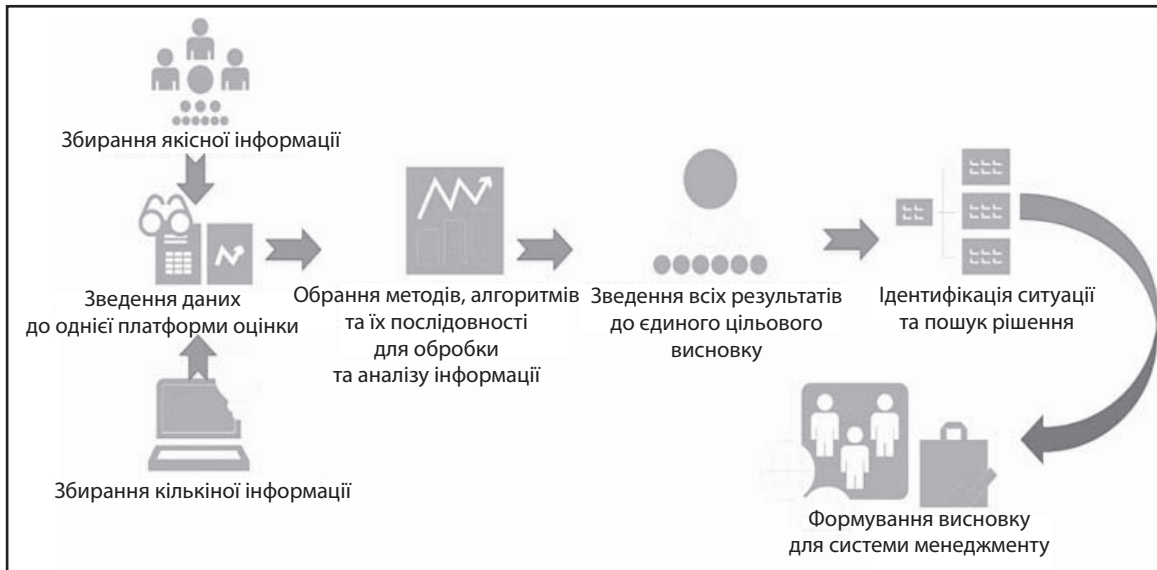 Збирання якісної інформації
Зведення даних
до однієї платформи оцінки
Збирання кількіної інформації
Обрання методів, алгоритмів
та їх послідовності
для обробки
та аналізу інформації
Зведення всіх результатів
до єдиного цільового
висновку
Ідентифікація ситуації
та пошук рішення
Формування висновку
для системи менеджменту